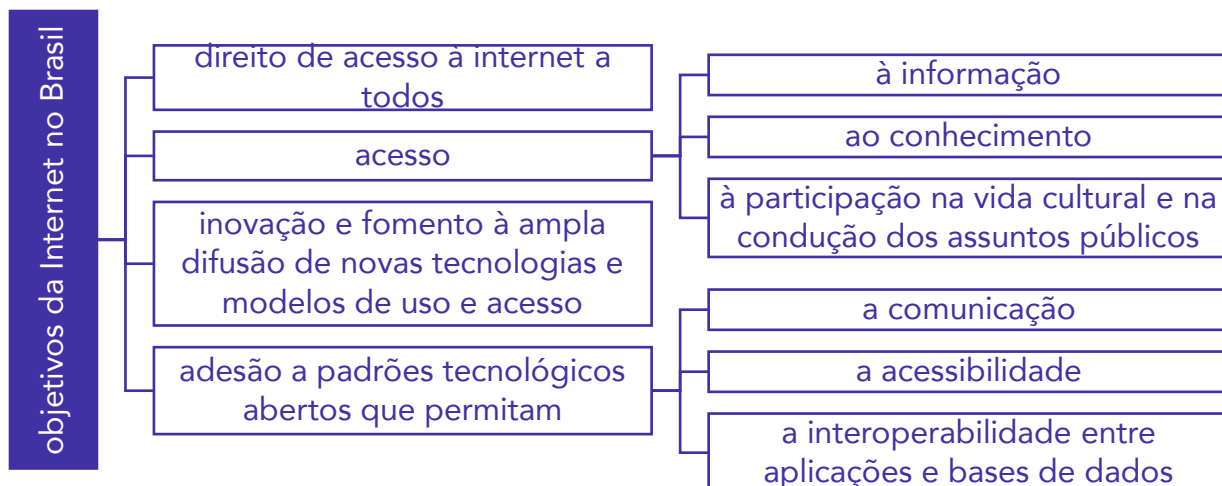 objetivos da Internet no Brasil
direito de acesso à internet a
todos
acesso
à informação
ao conhecimento
à participação na vida cultural e na
condução dos assuntos públicos
inovação e fomento à ampla
difusão de novas tecnologias e
modelos de uso e acesso
adesão a padrões tecnológicos
abertos que permitam
a comunicação
a acessibilidade
a interoperabilidade entre
aplicações e bases de dados